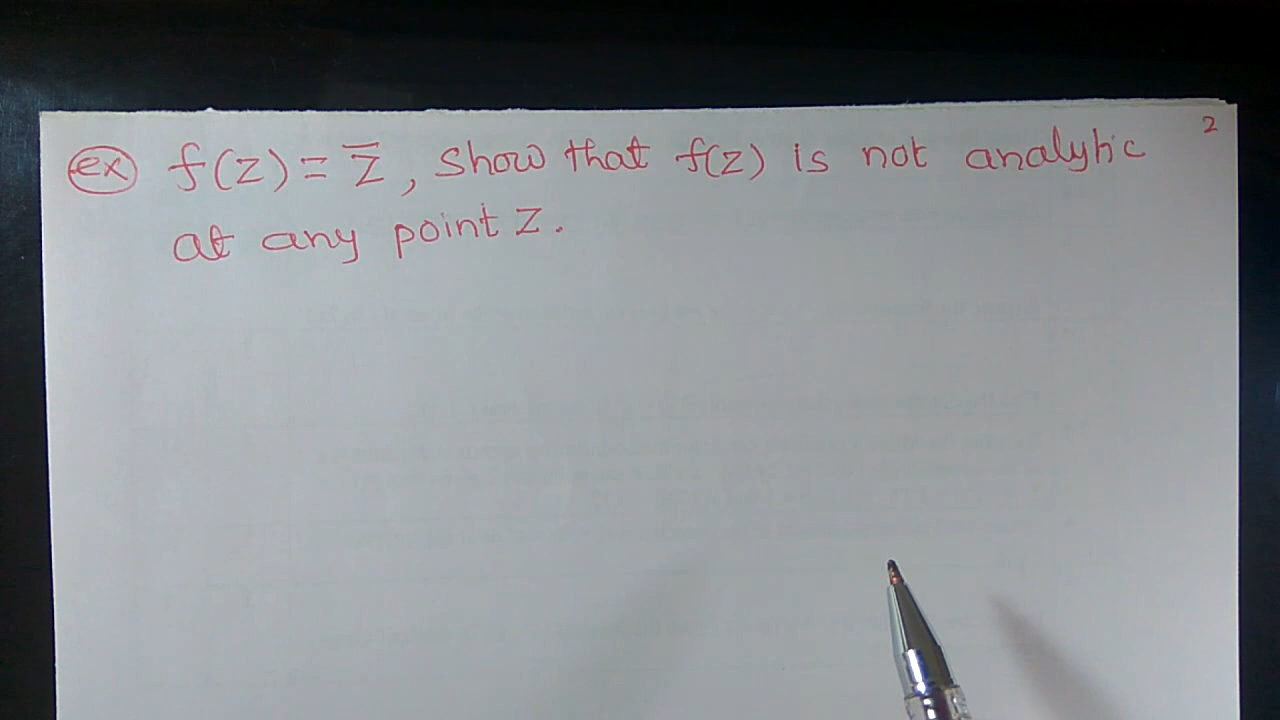 2
ex f(z) = z̅, Show that f(z) is not analytic
at any point z.